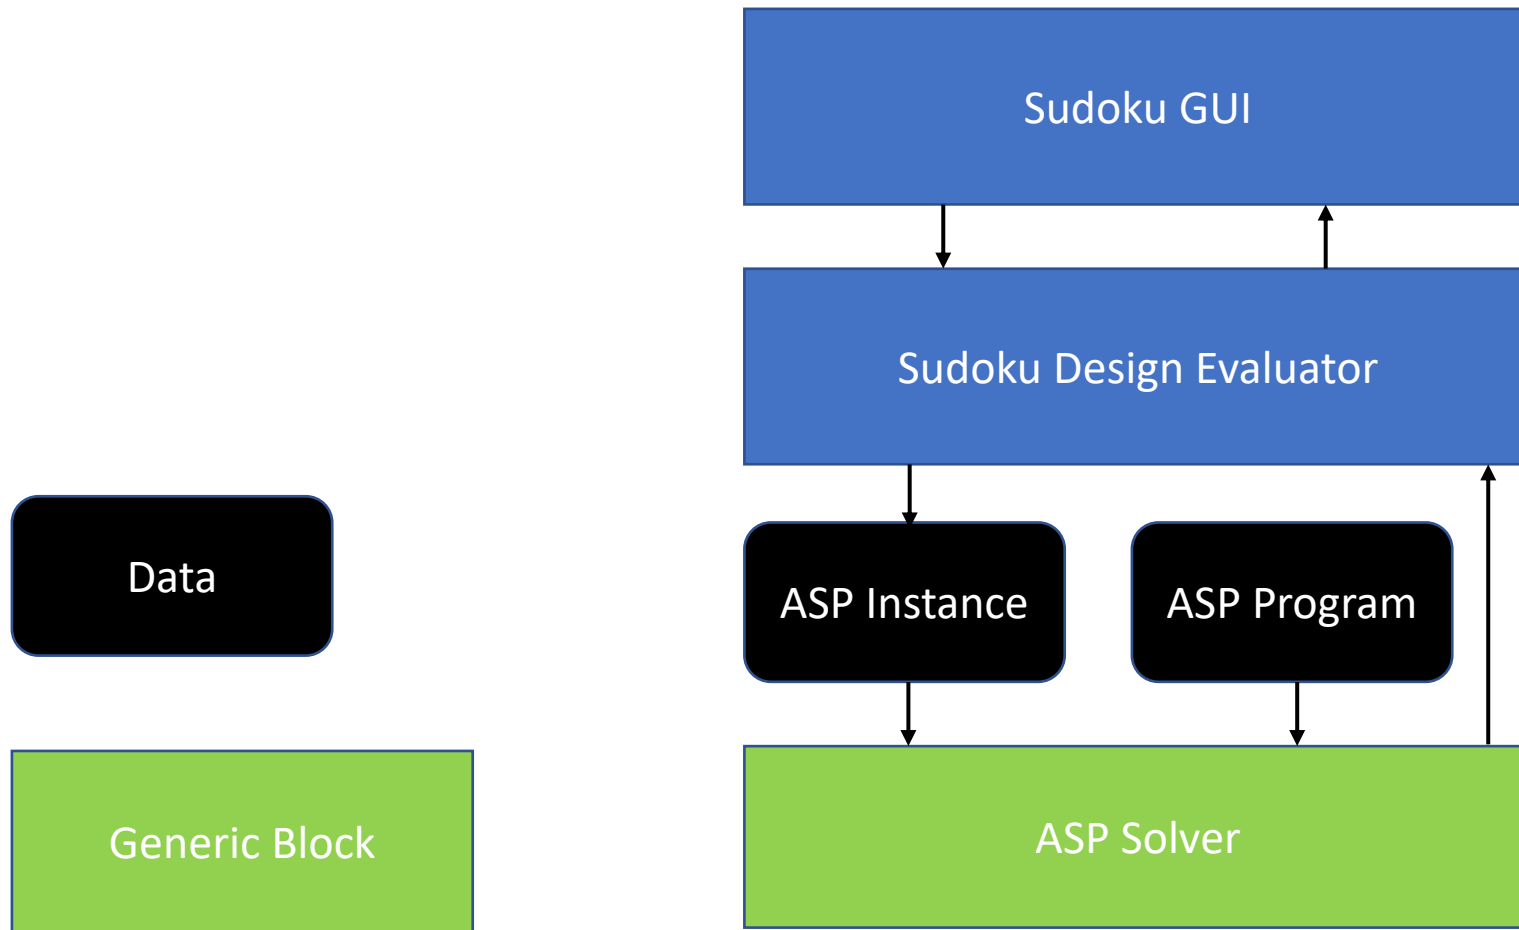 Sudoku GUI
Sudoku Design Evaluator
Data
ASP Instance
ASP Program
Generic Block
ASP Solver